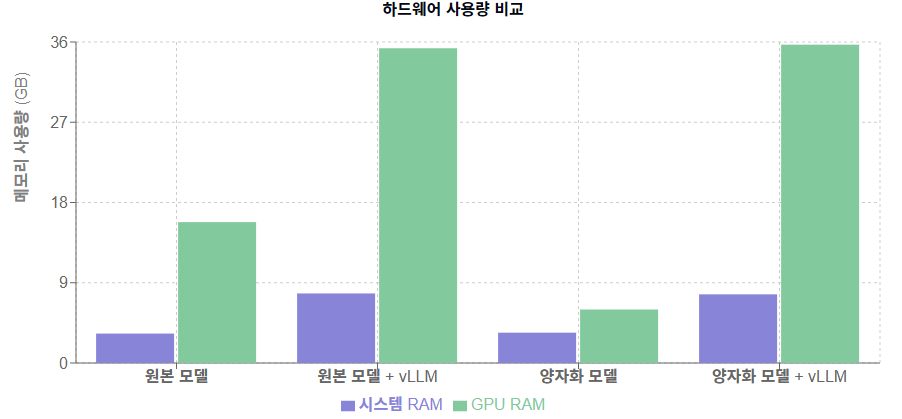 하드웨어 사용량 비교
메모리 사용량 (GB)
36
27
18
9
0
원본 모델
원본 모델 + vLLM
양자화 모델
양자화 모델 + vLLM
시스템 RAM
GPU RAM